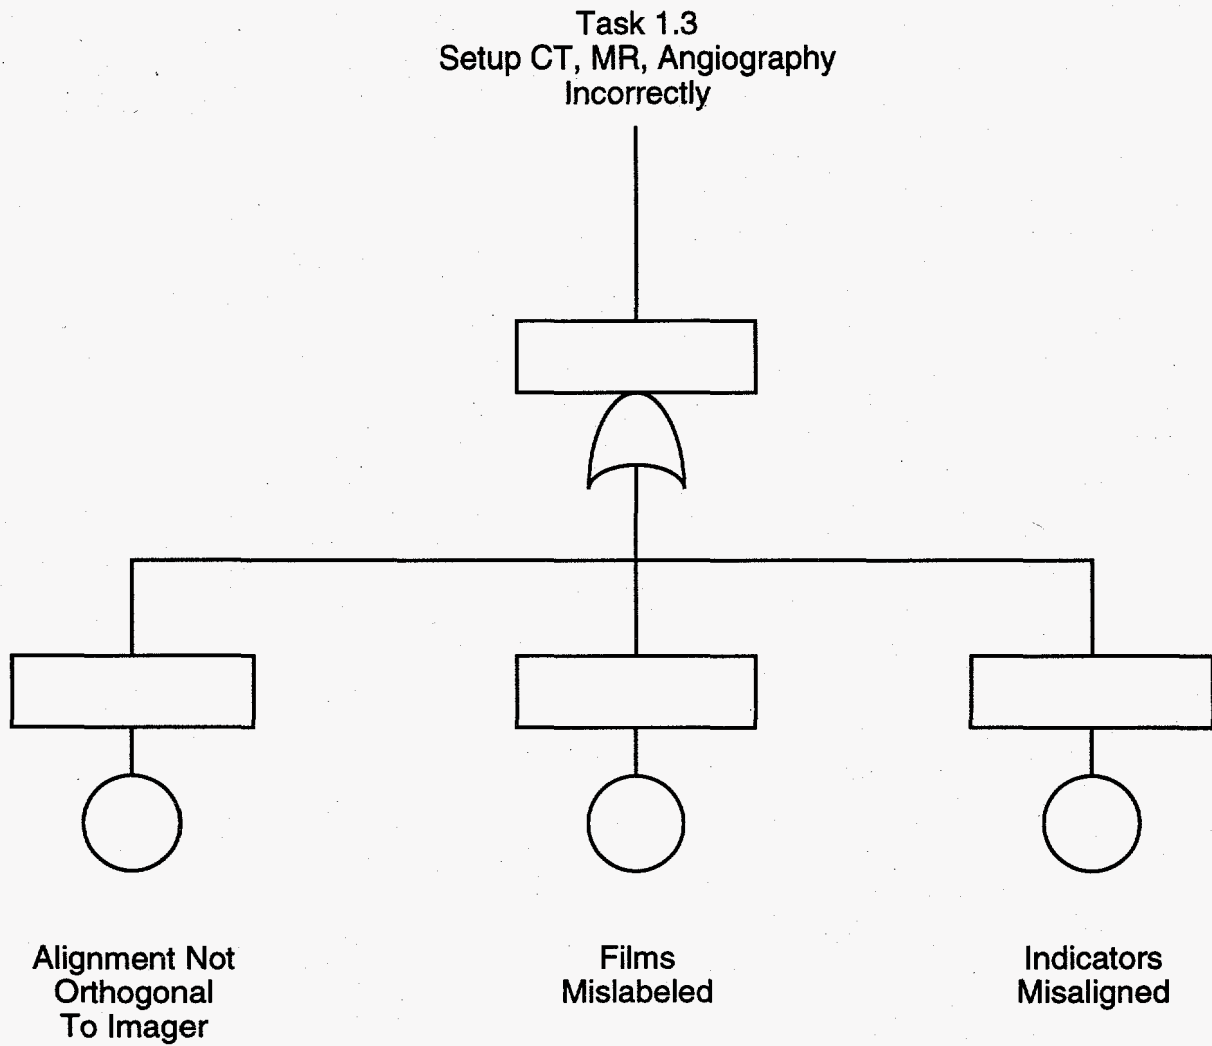 Task 1.3
Setup CT, MR, Angiography
Incorrectly
Alignment Not
Orthogonal
To Imager
Films
Mislabeled
Indicators
Misaligned